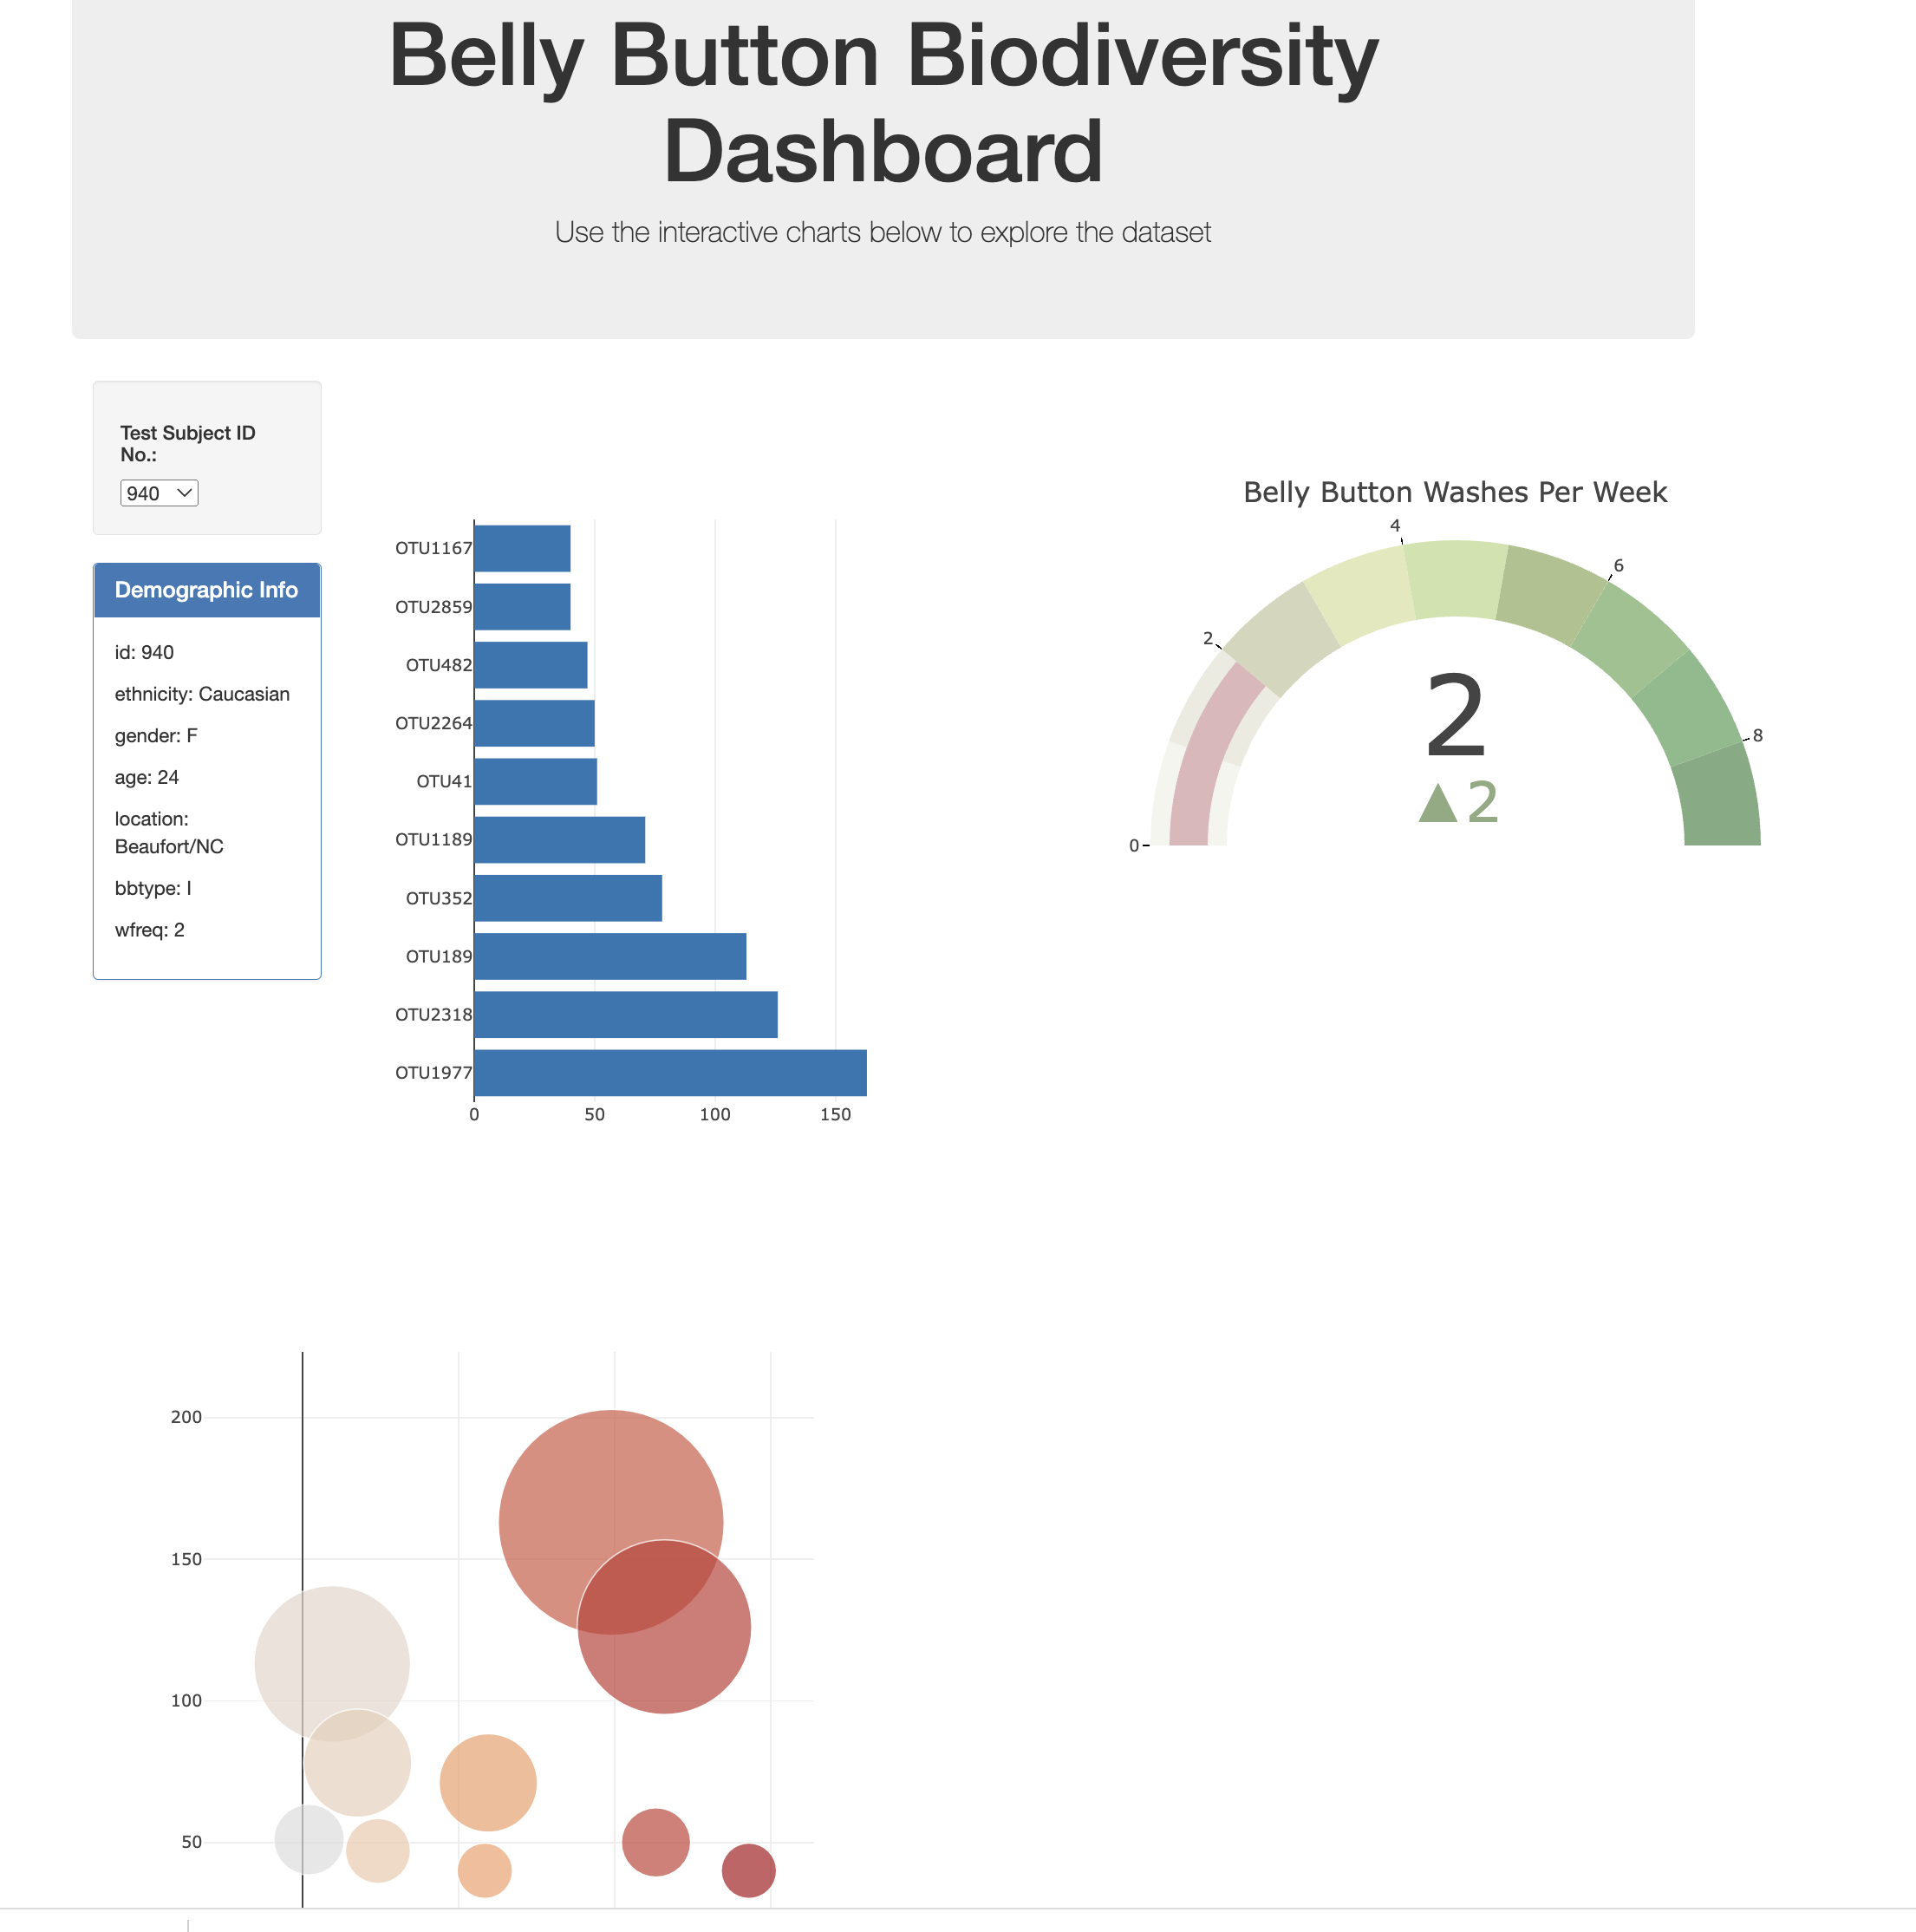 Belly Button Biodiversity
Dashboard
Use the interactive charts below to explore the dataset
Test Subject ID
No.:
940
Demographic Info
id: 940
ethnicity: Caucasian
gender: F
age: 24
location:
Beaufort/NC
bbtype: I
wfreq: 2
OTU1167
OTU2859
OTU482
OTU2264
OTU41
OTU1189
OTU352
OTU189
OTU2318
OTU1977
0 50 100 150
Belly Button Washes Per Week
0
2
4
6
8
2
▲2
200
150
100
50